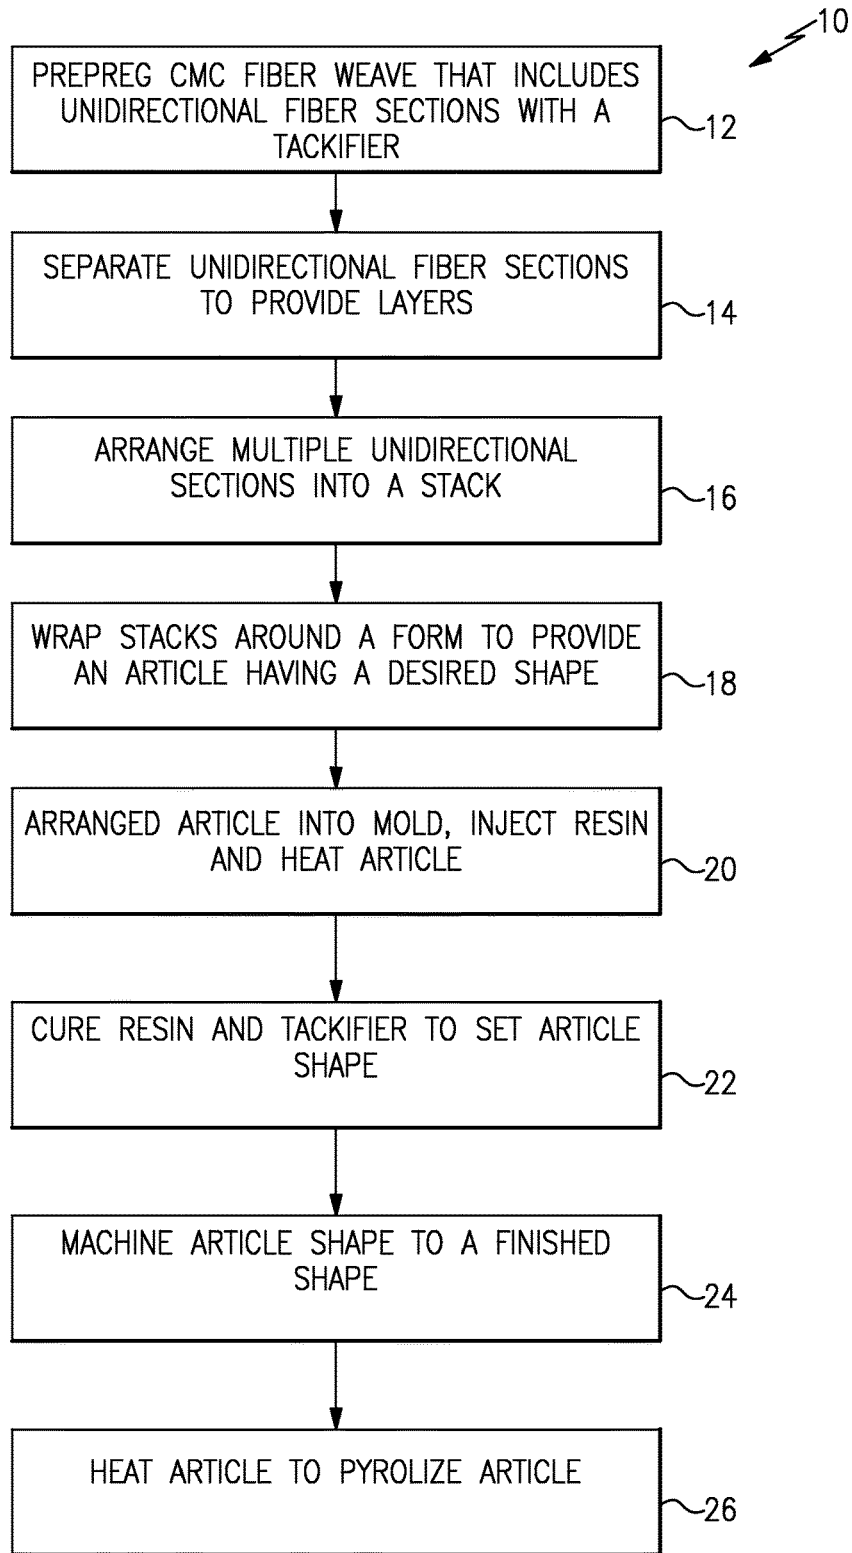 10
PREPREG CMC FIBER WEAVE THAT INCLUDES
UNIDIRECTIONAL FIBER SECTIONS WITH A
TACKIFIER
12
SEPARATE UNIDIRECTIONAL FIBER SECTIONS
TO PROVIDE LAYERS
14
ARRANGE MULTIPLE UNIDIRECTIONAL
SECTIONS INTO A STACK
16
WRAP STACKS AROUND A FORM TO PROVIDE
AN ARTICLE HAVING A DESIRED SHAPE
18
ARRANGED ARTICLE INTO MOLD, INJECT RESIN
AND HEAT ARTICLE
20
CURE RESIN AND TACKIFIER TO SET ARTICLE
SHAPE
22
MACHINE ARTICLE SHAPE TO A FINISHED
SHAPE
24
HEAT ARTICLE TO PYROLIZE ARTICLE
26